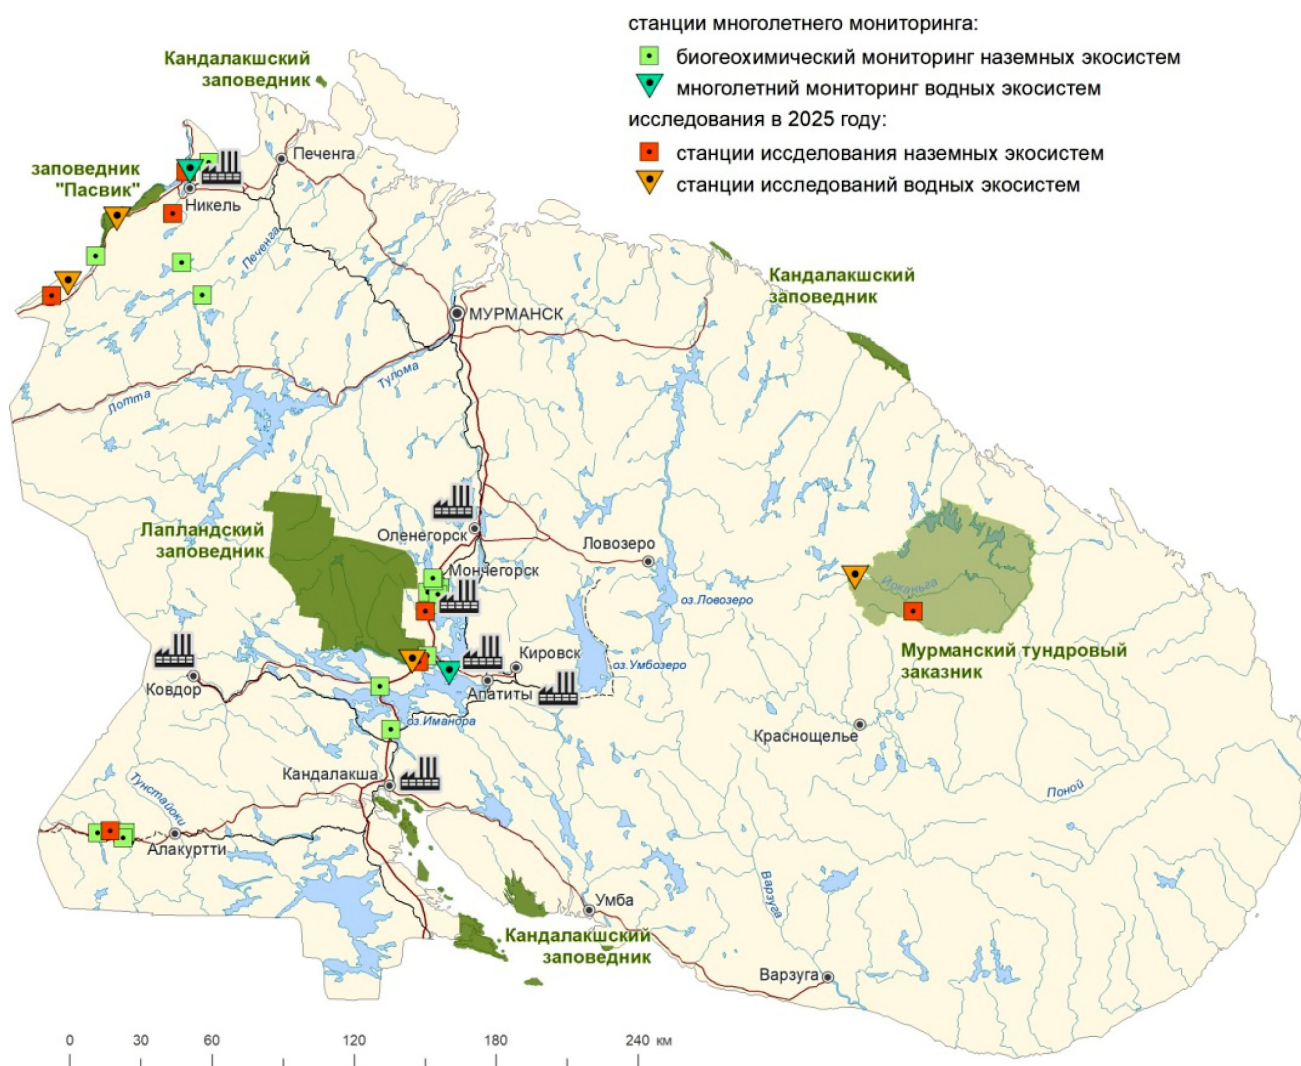 станции многолетнего мониторинга:
биогеохимический мониторинг наземных экосистем
многолетний мониторинг водных экосистем
исследования в 2025 году:
станции иссделования наземных экосистем
станции исследований водных экосистем
Кандалакшский
заповедник
Печенга
заповедник
"Пасвик"
Никель
Печенга
Кандалакшский
заповедник
МУРМАНСК
Тулома
Лотта
Лапландский
заповедник
Оленегорск
Ловозеро
Мончегорск
оз.Ловозеро
Йоканьга
Мурманский тундровый
заказник
Кировск
оз.Умбозеро
Ковдор
Апатиты
оз.Имандра
Краснощелье
Кандалакша
Тунстайоки
Поной
Алакуртти
Варзуга
Умба
Кандалакшский
заповедник
Варзуга
0 30 60 120 180 240 км